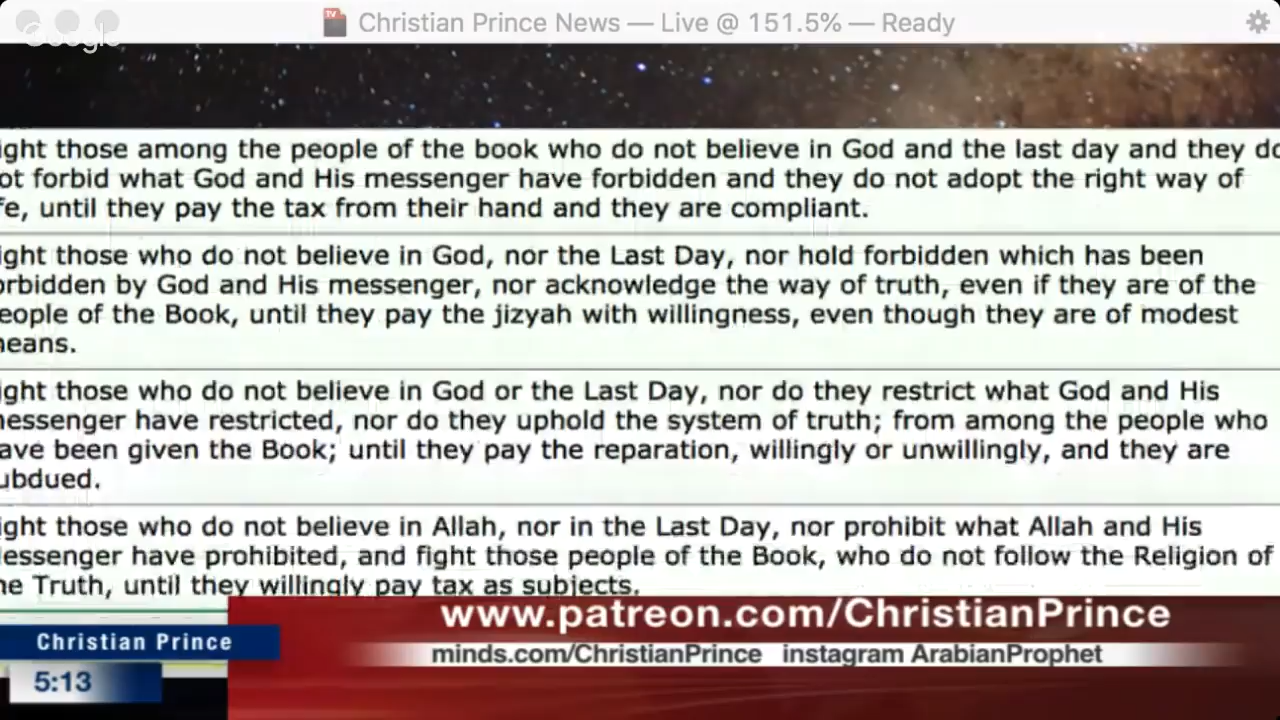 Christian Prince News — Live @ 151.5% — Ready
Google
ight those among the people of the book who do not believe in God and the last day and they do
ot forbid what God and His messenger have forbidden and they do not adopt the right way of
fe, until they pay the tax from their hand and they are compliant.
ight those who do not believe in God, nor the Last Day, nor hold forbidden which has been
orbidden by God and His messenger, nor acknowledge the way of truth, even if they are of the
eople of the Book, until they pay the jizyah with willingness, even though they are of modest
neans.
ight those who do not believe in God or the Last Day, nor do they restrict what God and His
nessenger have restricted, nor do they uphold the system of truth; from among the people who
ave been given the Book; until they pay the reparation, willingly or unwillingly, and they are
ubdued.
ight those who do not believe in Allah, nor in the Last Day, nor prohibit what Allah and His
lessenger have prohibited, and fight those people of the Book, who do not follow the Religion of
he Truth, until they willingly pay tax as subjects.
www.patreon.com/ChristianPrince
Christian Prince
minds.com/ChristianPrince instagram ArabianProphet
5:13